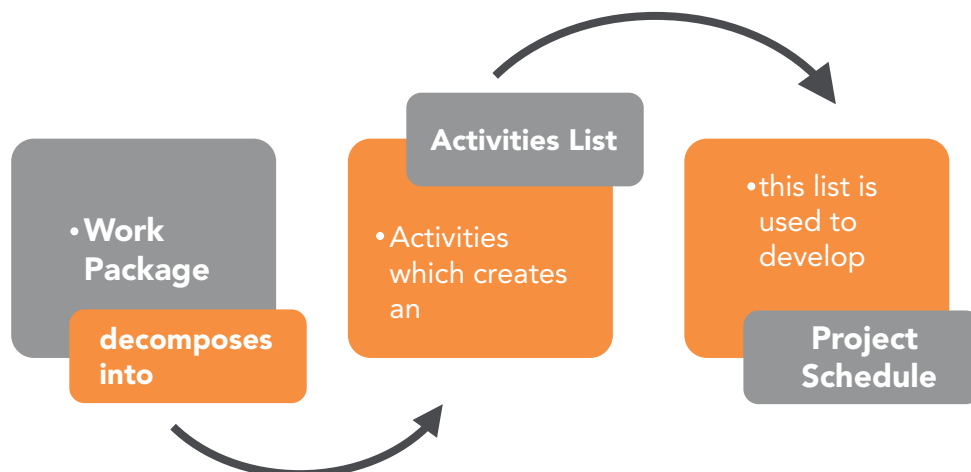 • Work
Package
decomposes
into
Activities List
• Activities
which creates
an
• this list is
used to
develop
Project
Schedule